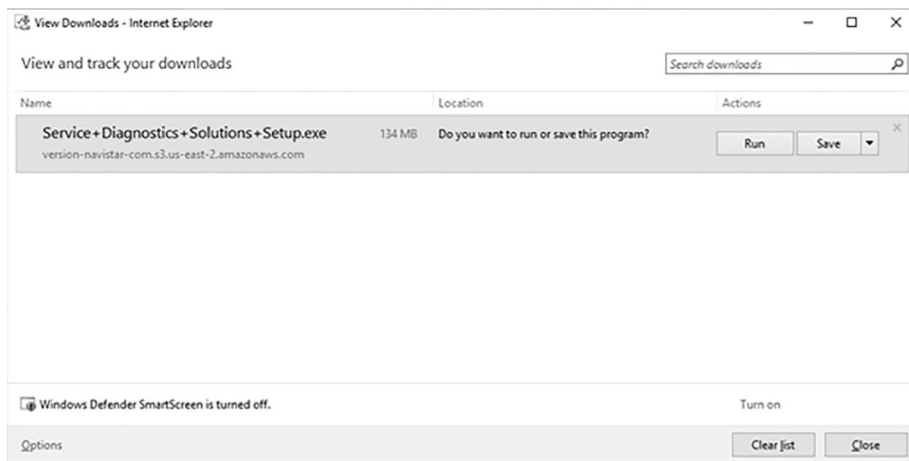 View Downloads - Internet Explorer
View and track your downloads
Search downloads
Name Location Actions
Service+Diagnostics+Solutions+Setup.exe 134 MB Do you want to run or save this program? Run Save
version-navistar-com.s3.us-east-2.amazonaws.com
Windows Defender SmartScreen is turned off. Turn on
Options Clear list Close